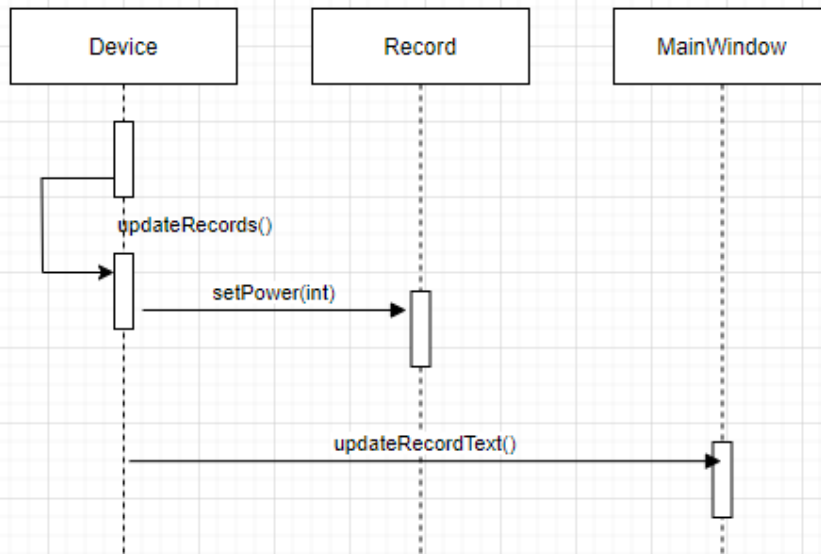 Device
Record
MainWindow
updateRecords()
setPower(int)
updateRecordText()